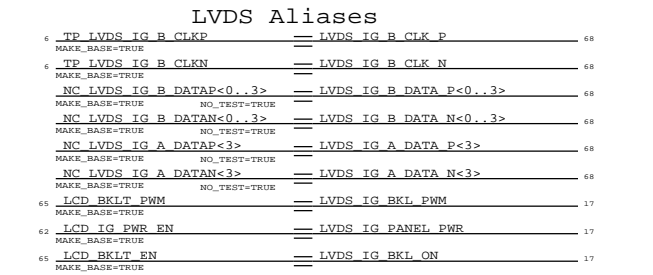 LVDS Aliases
6 TP_LVDS_IG_B_CLKP LVDS_IG_B_CLK_P 68
MAKE_BASE=TRUE
6 TP_LVDS_IG_B_CLKN LVDS_IG_B_CLK_N 68
MAKE_BASE=TRUE
NC_LVDS_IG_B_DATAP<0..3> LVDS_IG_B_DATA_P<0..3> 68
MAKE_BASE=TRUE NO_TEST=TRUE
NC_LVDS_IG_B_DATAN<0..3> LVDS_IG_B_DATA_N<0..3> 68
MAKE_BASE=TRUE NO_TEST=TRUE
NC_LVDS_IG_A_DATAP<3> LVDS_IG_A_DATA_P<3> 68
MAKE_BASE=TRUE NO_TEST=TRUE
NC_LVDS_IG_A_DATAN<3> LVDS_IG_A_DATA_N<3> 68
MAKE_BASE=TRUE NO_TEST=TRUE
65 LCD_BKLT_PWM LVDS_IG_BKL_PWM 17
MAKE_BASE=TRUE
62 LCD_IG_PWR_EN LVDS_IG_PANEL_PWR 17
MAKE_BASE=TRUE
65 LCD_BKLT_EN LVDS_IG_BKL_ON 17
MAKE_BASE=TRUE